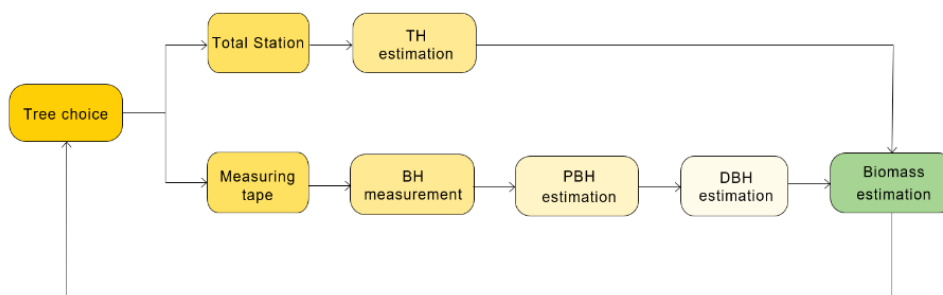 Total Station
TH
estimation
Tree choice
Measuring
tape
BH
measurement
PBH
estimation
DBH
estimation
Biomass
estimation